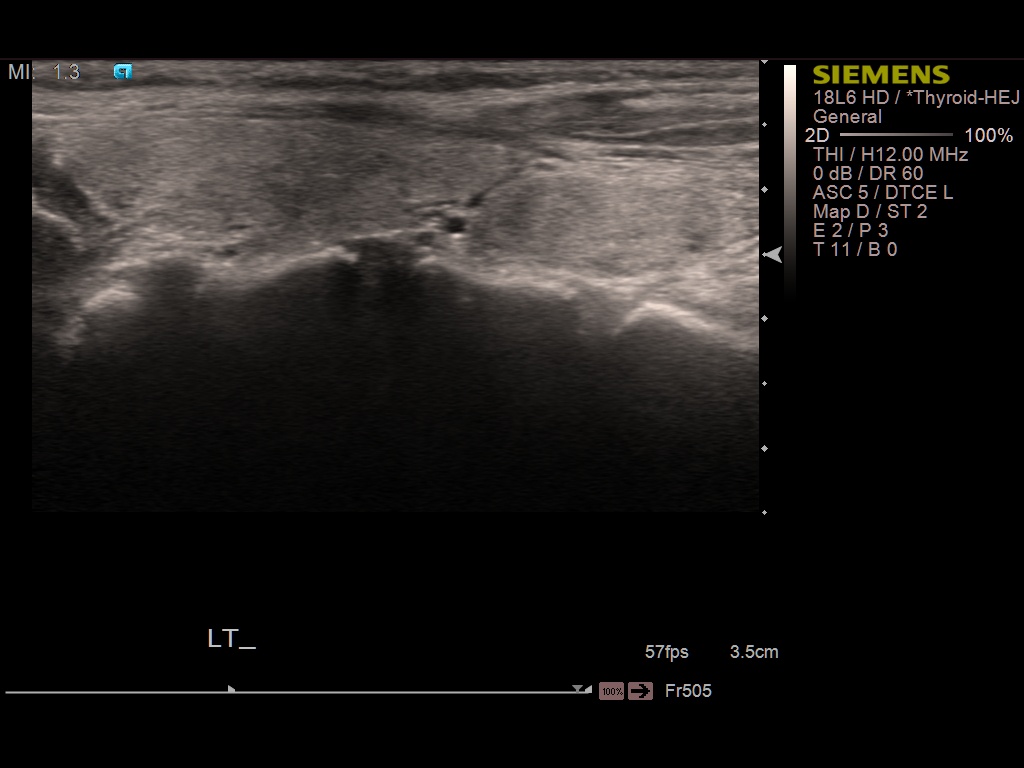 MI: 1.3
SIEMENS
18L6 HD / *Thyroid-HEJ
General
2D 100%
THI / H12.00 MHz
0 dB / DR 60
ASC 5 / DTCE L
Map D / ST 2
E 2 / P 3
T 11 / B 0
LT_
57fps 3.5cm
100% Fr505